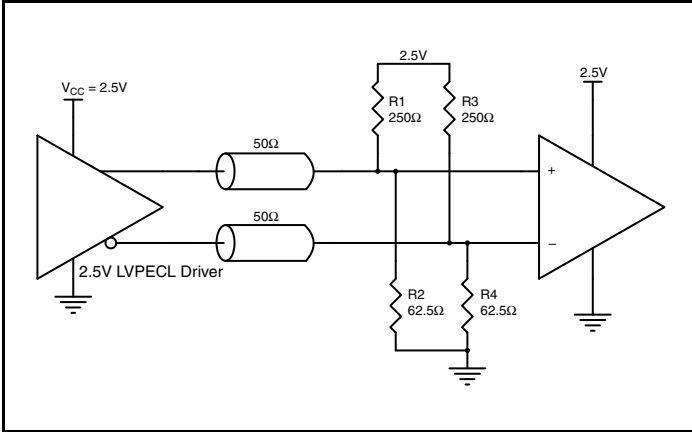 2.5V
V_CC = 2.5V
2.5V
R1
250Ω
R3
250Ω
50Ω
+
50Ω
−
2.5V LVPECL Driver
R2
62.5Ω
R4
62.5Ω